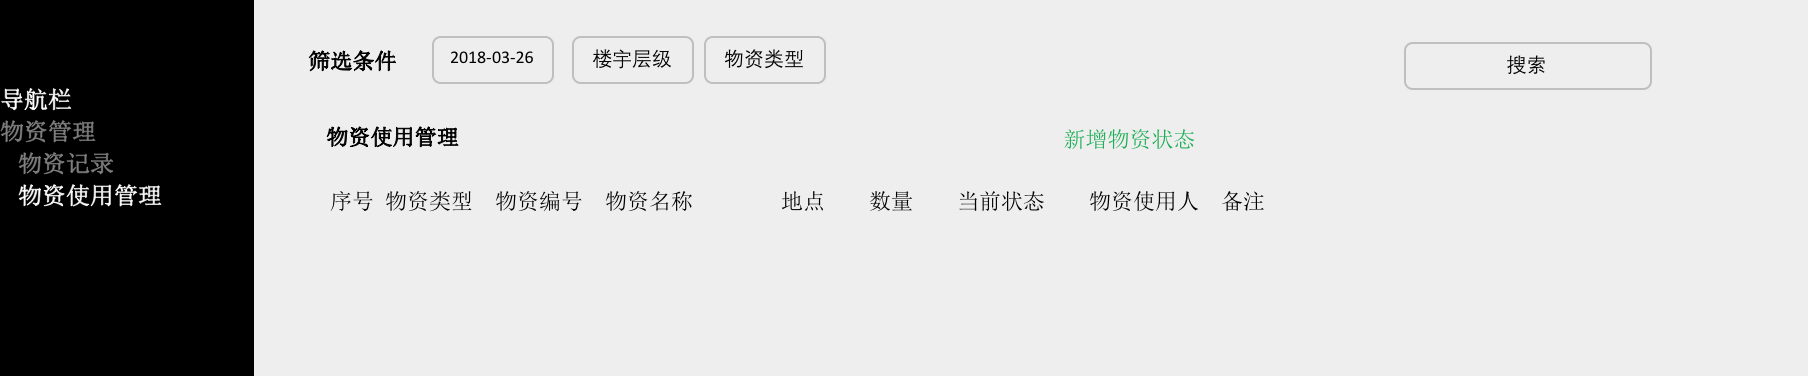 导航栏
物资管理
物资记录
物资使用管理
筛选条件 2018-03-26 楼宇层级 物资类型 搜索
物资使用管理 新增物资状态
序号 物资类型 物资编号 物资名称 地点 数量 当前状态 物资使用人 备注